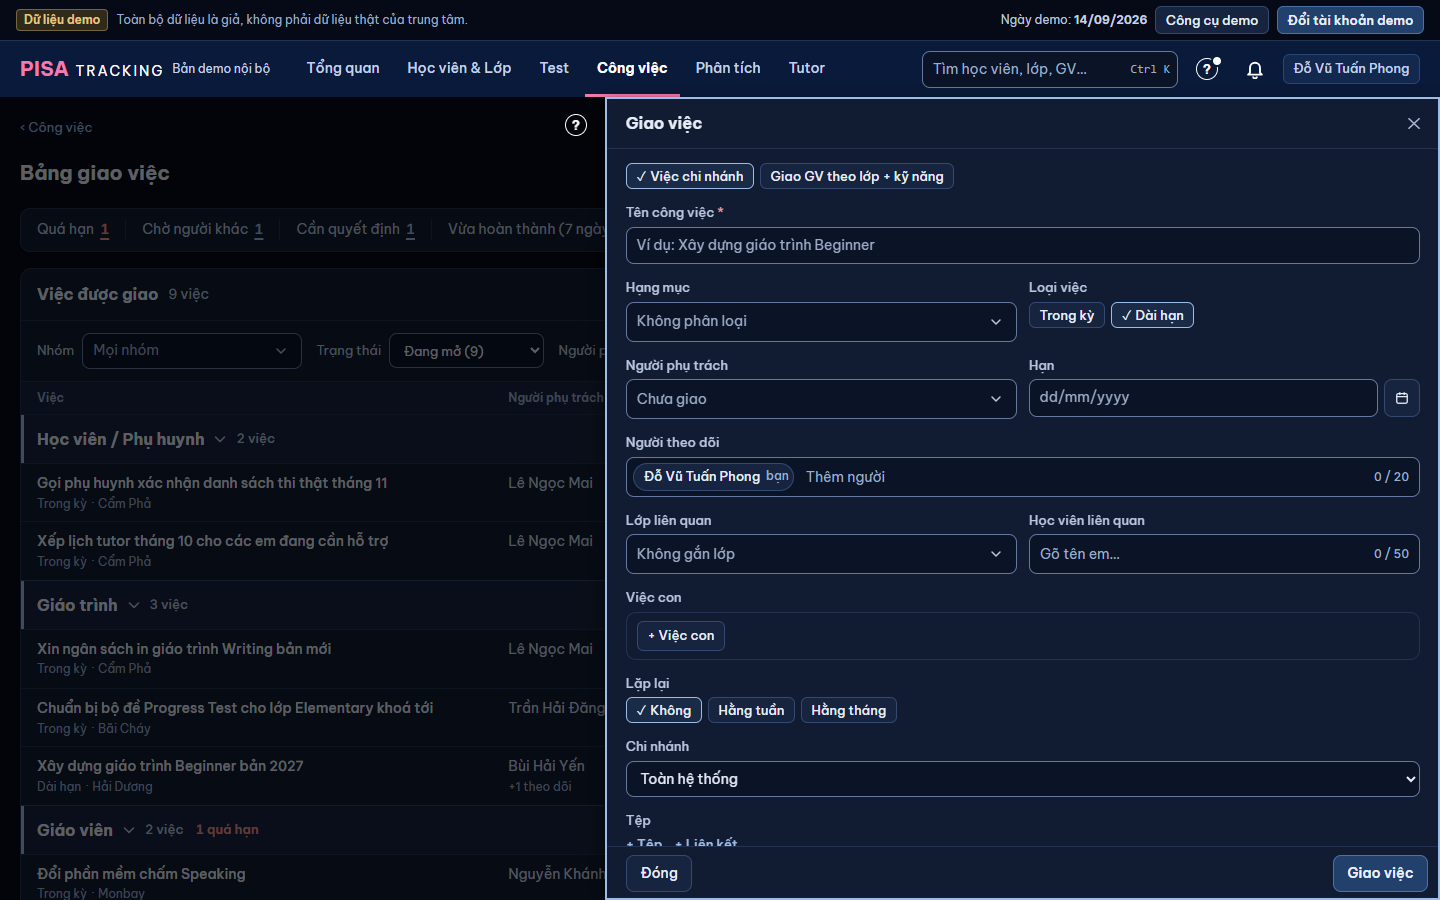 Dữ liệu demo Toàn bộ dữ liệu là giả, không phải dữ liệu thật của trung tâm. Ngày demo: 14/09/2026 Công cụ demo Đổi tài khoản demo
PISA TRACKING Bản demo nội bộ Tổng quan Học viên & Lớp Test Công việc Phân tích Tutor Tìm học viên, lớp, GV... Ctrl K ? Đỗ Vũ Tuấn Phong
‹ Công việc ?
Bảng giao việc
Quá hạn 1 Chờ người khác 1 Cần quyết định 1 Vừa hoàn thành (7 ngày
Việc được giao 9 việc
Nhóm Mọi nhóm Trạng thái Đang mở (9) Người p
Việc Người phụ trách
Học viên / Phụ huynh 2 việc
Gọi phụ huynh xác nhận danh sách thi thật tháng 11 Lê Ngọc Mai
Trong kỳ · Cẩm Phả
Xếp lịch tutor tháng 10 cho các em đang cần hỗ trợ Lê Ngọc Mai
Trong kỳ · Cẩm Phả
Giáo trình 3 việc
Xin ngân sách in giáo trình Writing bản mới Lê Ngọc Mai
Trong kỳ · Cẩm Phả
Chuẩn bị bộ đề Progress Test cho lớp Elementary khoá tới Trần Hải Đăng
Trong kỳ · Bãi Cháy
Xây dựng giáo trình Beginner bản 2027 Bùi Hải Yến
Dài hạn · Hải Dương +1 theo dõi
Giáo viên 2 việc 1 quá hạn
Đổi phần mềm chấm Speaking Nguyễn Khánh
Trong kỳ · Monbay
Giao việc
✓ Việc chi nhánh Giao GV theo lớp + kỹ năng
Tên công việc *
Ví dụ: Xây dựng giáo trình Beginner
Hạng mục Loại việc
Không phân loại Trong kỳ ✓ Dài hạn
Người phụ trách Hạn
Chưa giao dd/mm/yyyy
Người theo dõi
Đỗ Vũ Tuấn Phong bạn Thêm người 0 / 20
Lớp liên quan Học viên liên quan
Không gắn lớp Gõ tên em... 0 / 50
Việc con
+ Việc con
Lặp lại
✓ Không Hằng tuần Hằng tháng
Chi nhánh
Toàn hệ thống
Tệp
+ Tệp + Liên kết
Đóng Giao việc